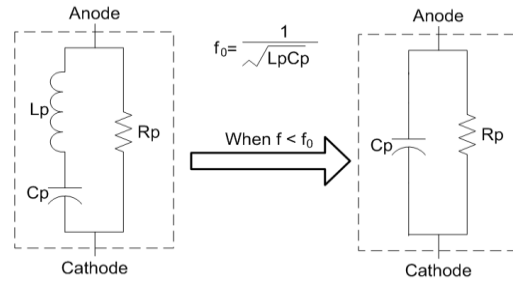 Anode
Lp
Rp
Cp
Cathode
f₀= 1/√LpCp
When f < f₀
Anode
Cp
Rp
Cathode